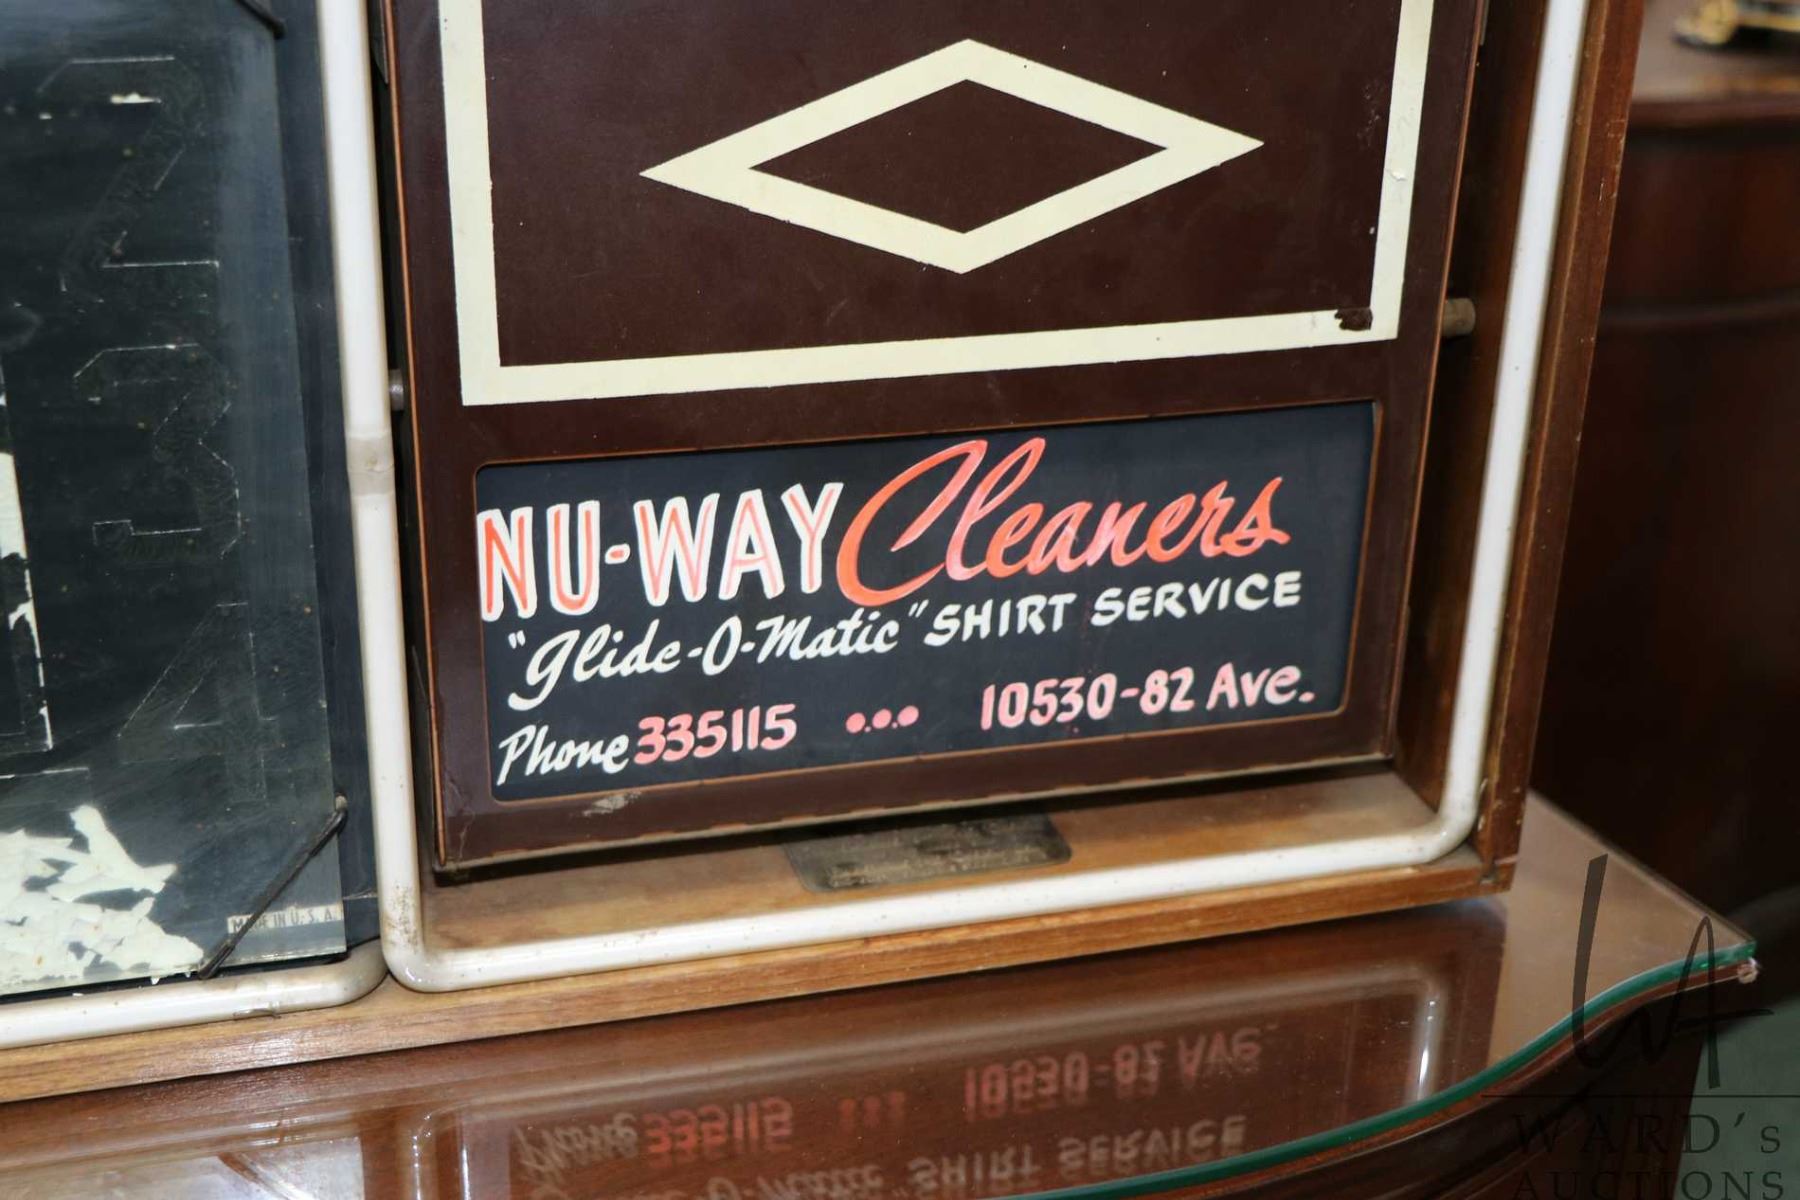 NU-WAY Cleaners
"Glide-O-Matic" SHIRT SERVICE
Phone 335115 ... 10530-82 Ave.
MADE IN U.S.A.
WARD'S
AUCTIONS